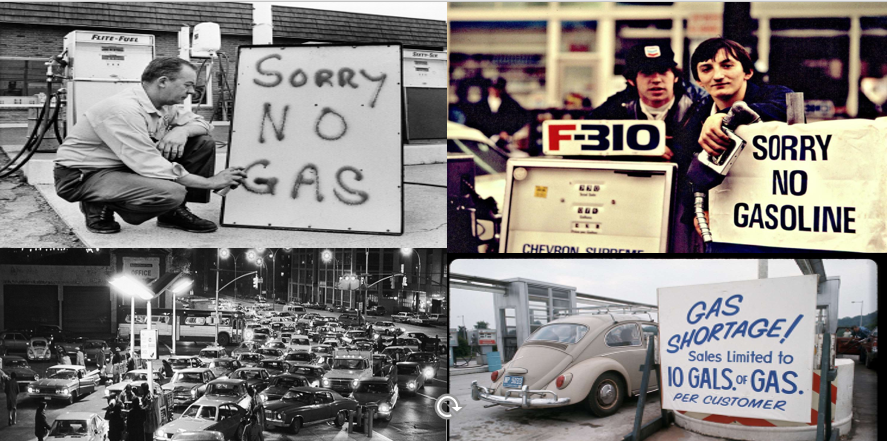 FLITE-FUEL
SORRY
NO
GAS
F-310
CHEVRON SUPREME
SORRY
NO
GASOLINE
OFFICE
GAS
SHORTAGE!
Sales Limited to
10 GALS. OF GAS.
PER CUSTOMER